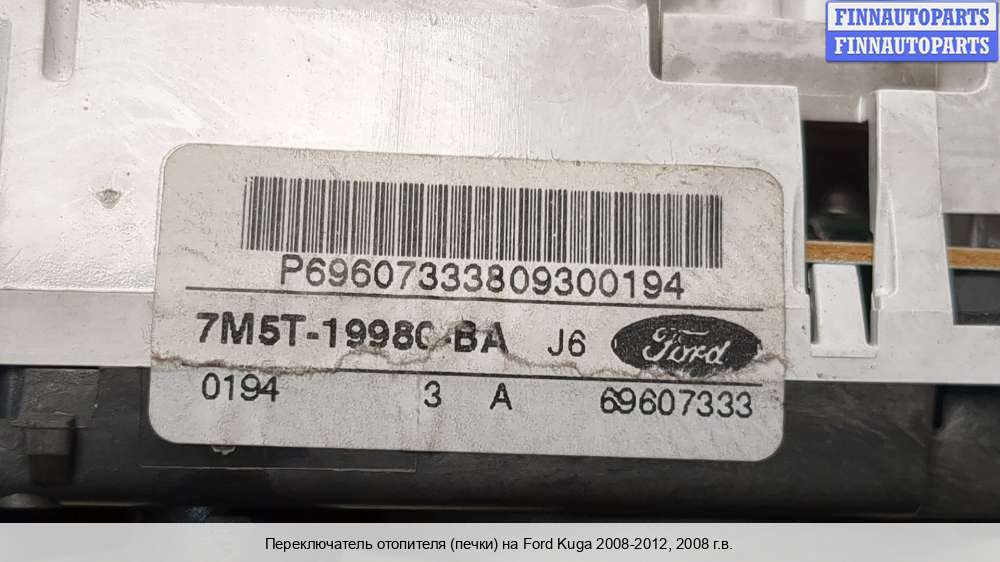 FINNAUTOPARTS
FINNAUTOPARTS
P69607333809300194
7M5T-19980-BA J6 Ford
0194 3 A 69607333
Переключатель отопителя (печки) на Ford Kuga 2008-2012, 2008 г.в.